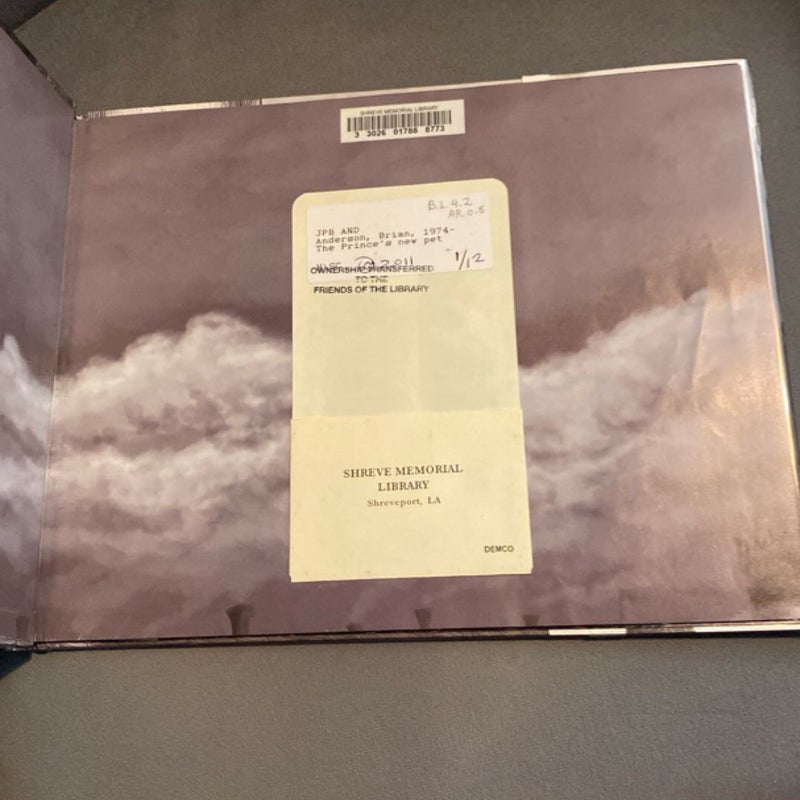 SHREVE MEMORIAL LIBRARY
3 3026 01788 8773
B.L. 4.2
AR 0.5
JPB AND
Anderson, Brian, 1974-
The Prince's new pet
2011 1/12
OWNERSHIP TRANSFERRED
TO THE
FRIENDS OF THE LIBRARY
SHREVE MEMORIAL
LIBRARY
Shreveport, LA
DEMCO